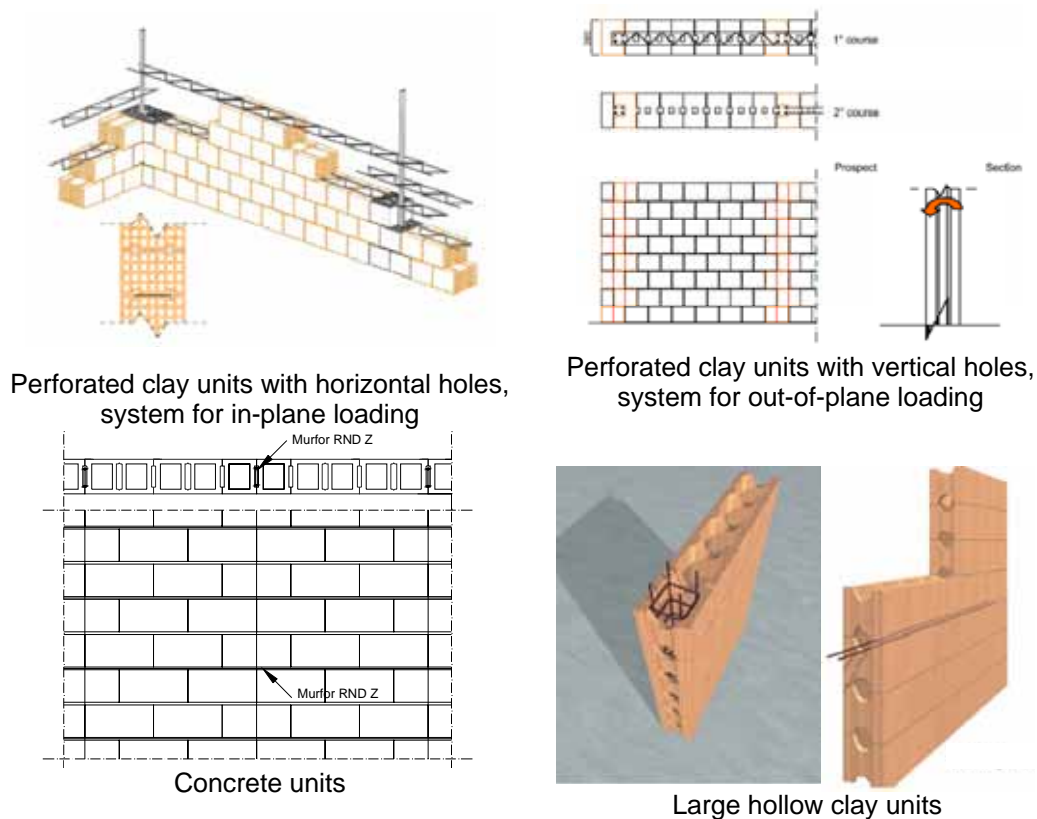 1° course
2° course
Prospect
Section
Perforated clay units with horizontal holes,
system for in-plane loading
Perforated clay units with vertical holes,
system for out-of-plane loading
Murfor RND Z
Murfor RND Z
Concrete units
Large hollow clay units